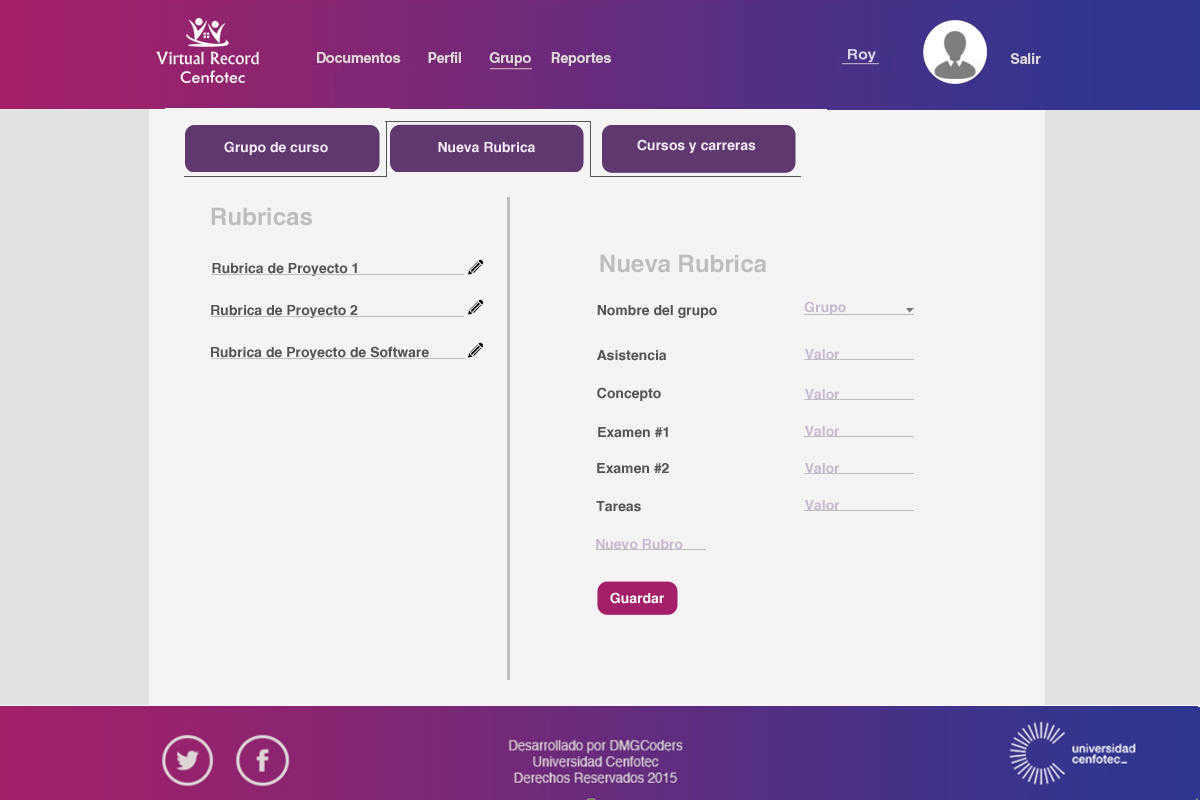 Virtual Record
Cenfotec
Documentos
Perfil
Grupo
Reportes
Roy
Salir
Grupo de curso
Nueva Rubrica
Cursos y carreras
Rubricas
Rubrica de Proyecto 1
Rubrica de Proyecto 2
Rubrica de Proyecto de Software
Nueva Rubrica
Nombre del grupo
Grupo
Asistencia
Valor
Concepto
Valor
Examen #1
Valor
Examen #2
Valor
Tareas
Valor
Nuevo Rubro
Guardar
Desarrollado por DMGCoders
Universidad Cenfotec
Derechos Reservados 2015
universidad
cenfotec_